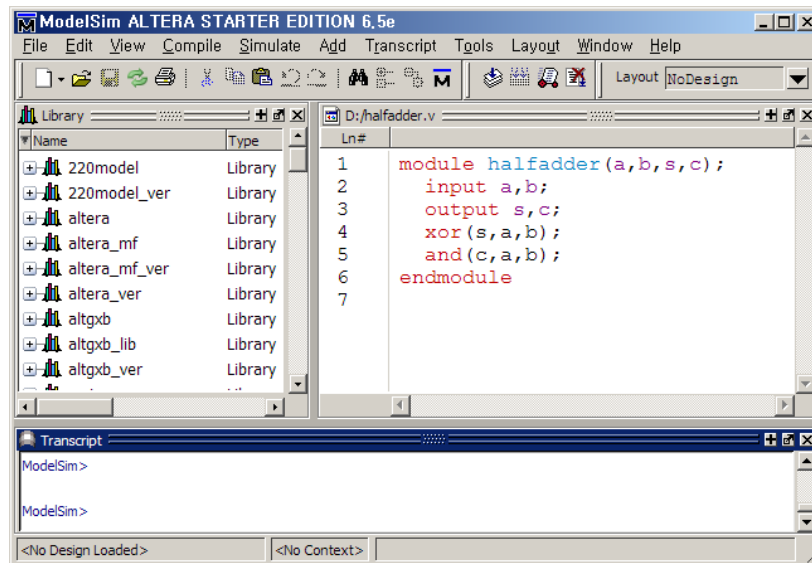 ModelSim ALTERA STARTER EDITION 6.5e
File Edit View Compile Simulate Add Transcript Tools Layout Window Help
Layout NoDesign
Library
Name Type
220model Library
220model_ver Library
altera Library
altera_mf Library
altera_mf_ver Library
altera_ver Library
altgxb Library
altgxb_lib Library
altgxb_ver Library
D:/halfadder.v
Ln#
1 module halfadder(a,b,s,c);
2 input a,b;
3 output s,c;
4 xor(s,a,b);
5 and(c,a,b);
6 endmodule
7
Transcript
ModelSim>
ModelSim>
<No Design Loaded> <No Context>